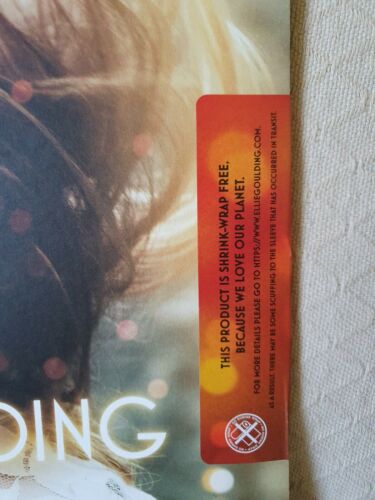 THIS PRODUCT IS SHRINK-WRAP FREE,
BECAUSE WE LOVE OUR PLANET.
FOR MORE DETAILS PLEASE GO TO HTTPS://WWW.ELLIEGOULDING.COM.
AS A RESULT, THERE MAY BE SOME SCUFFING TO THE SLEEVE THAT HAS OCCURRED IN TRANSIT.
DING